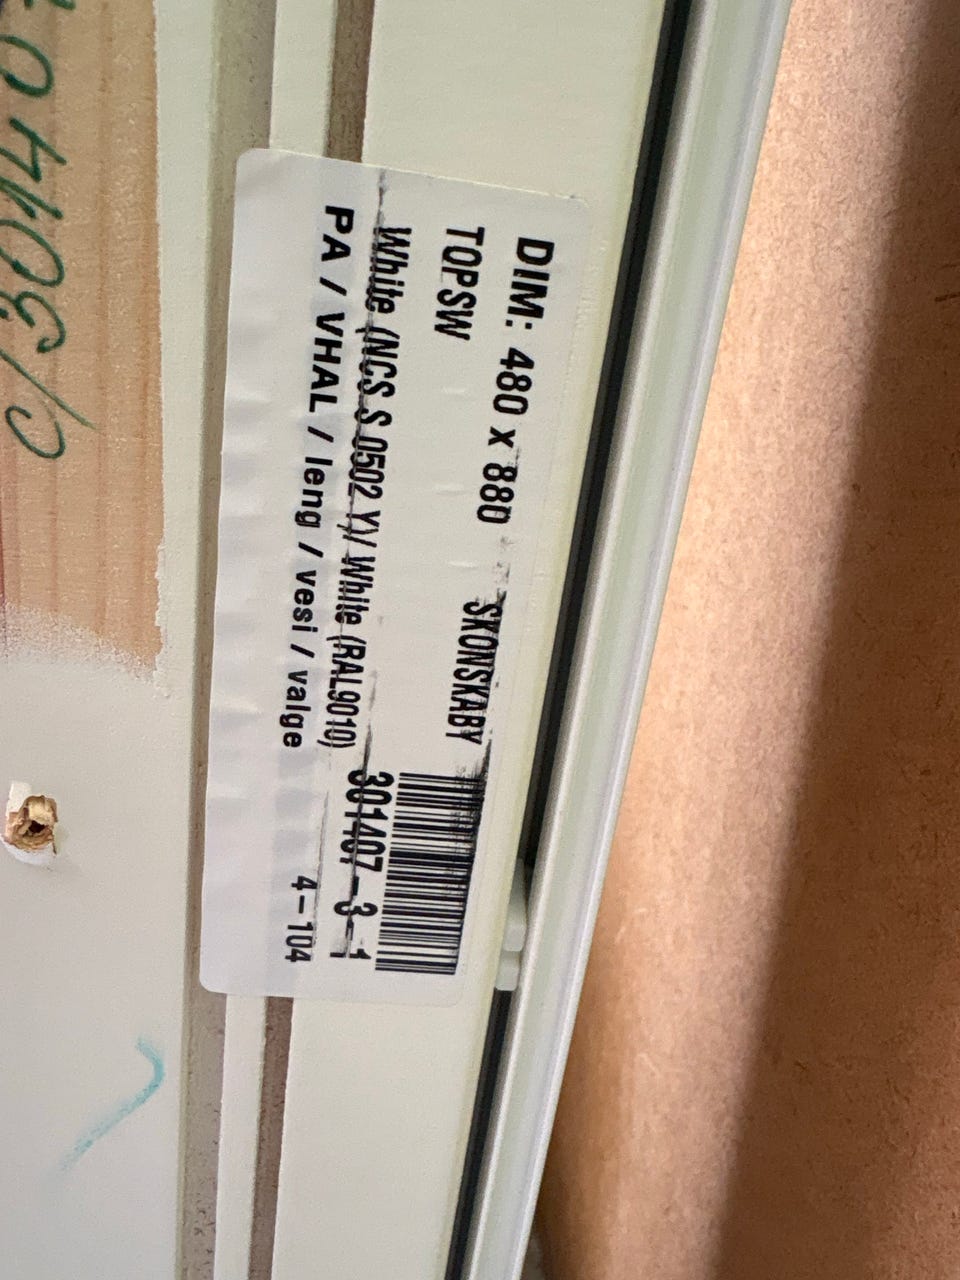 DIM: 480 x 880
TOPSW SKONSKABY
White (NCS S 0502 Y)/ White (RAL9010)
301407-3-1
PA / VHAL / leng / vesi / valge
4-104